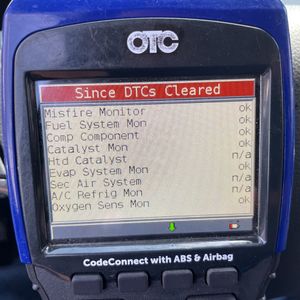 OTC
Since DTCs Cleared
Misfire Monitor ok
Fuel System Mon ok
Comp Component ok
Catalyst Mon ok
Htd Catalyst n/a
Evap System Mon ok
Sec Air System n/a
A/C Refrig Mon n/a
Oxygen Sens Mon ok
CodeConnect with ABS & Airbag